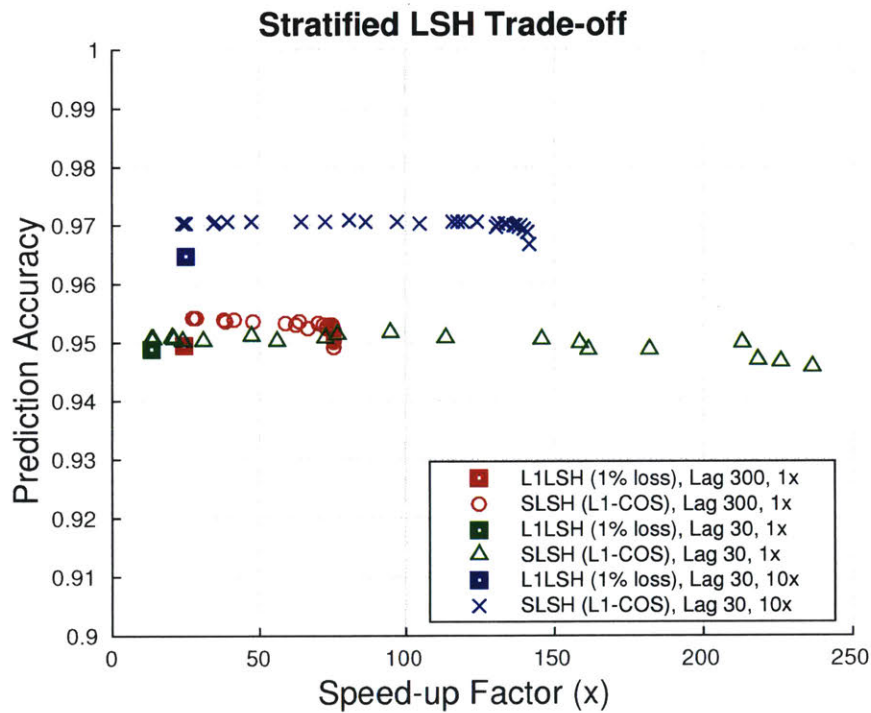 Stratified LSH Trade-off
1
0.99
0.98
0.97
0.96
0.95
0.94
0.93
0.92
0.91
0.9
Prediction Accuracy
L1LSH (1% loss), Lag 300, 1x
SLSH (L1-COS), Lag 300, 1x
L1LSH (1% loss), Lag 30, 1x
SLSH (L1-COS), Lag 30, 1x
L1LSH (1% loss), Lag 30, 10x
SLSH (L1-COS), Lag 30, 10x
0 50 100 150 200 250
Speed-up Factor (x)